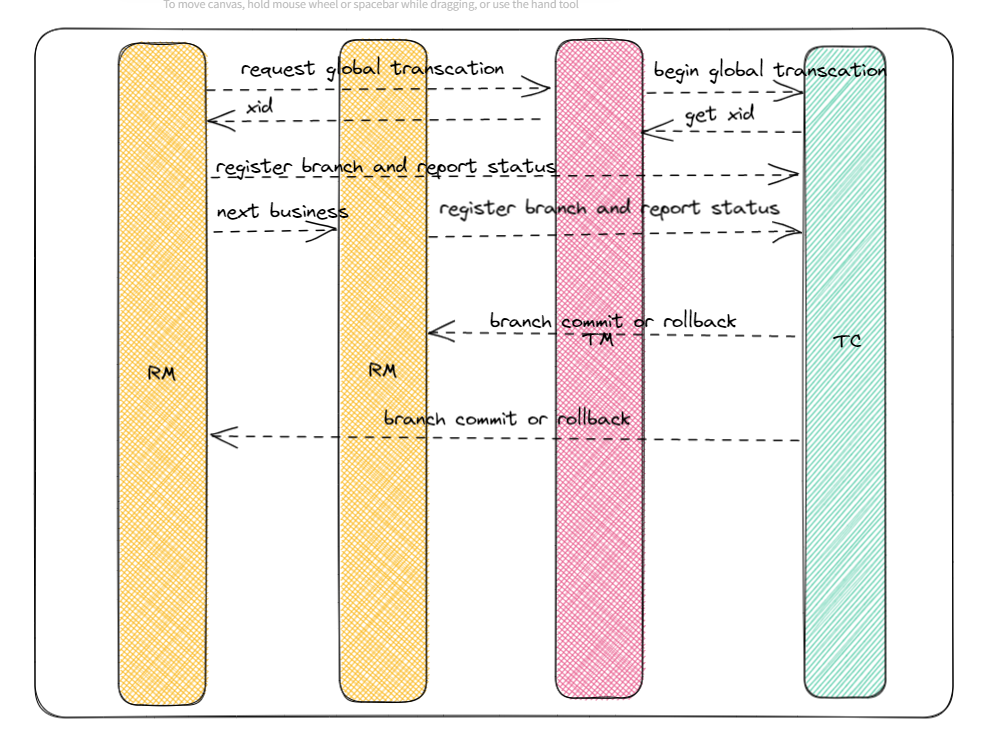 To move canvas, hold mouse wheel or spacebar while dragging, or use the hand tool
request global transcation
begin global transcation
xid
get xid
register branch and report status
next business
register branch and report status
branch commit or rollback
TM
TC
RM
RM
branch commit or rollback